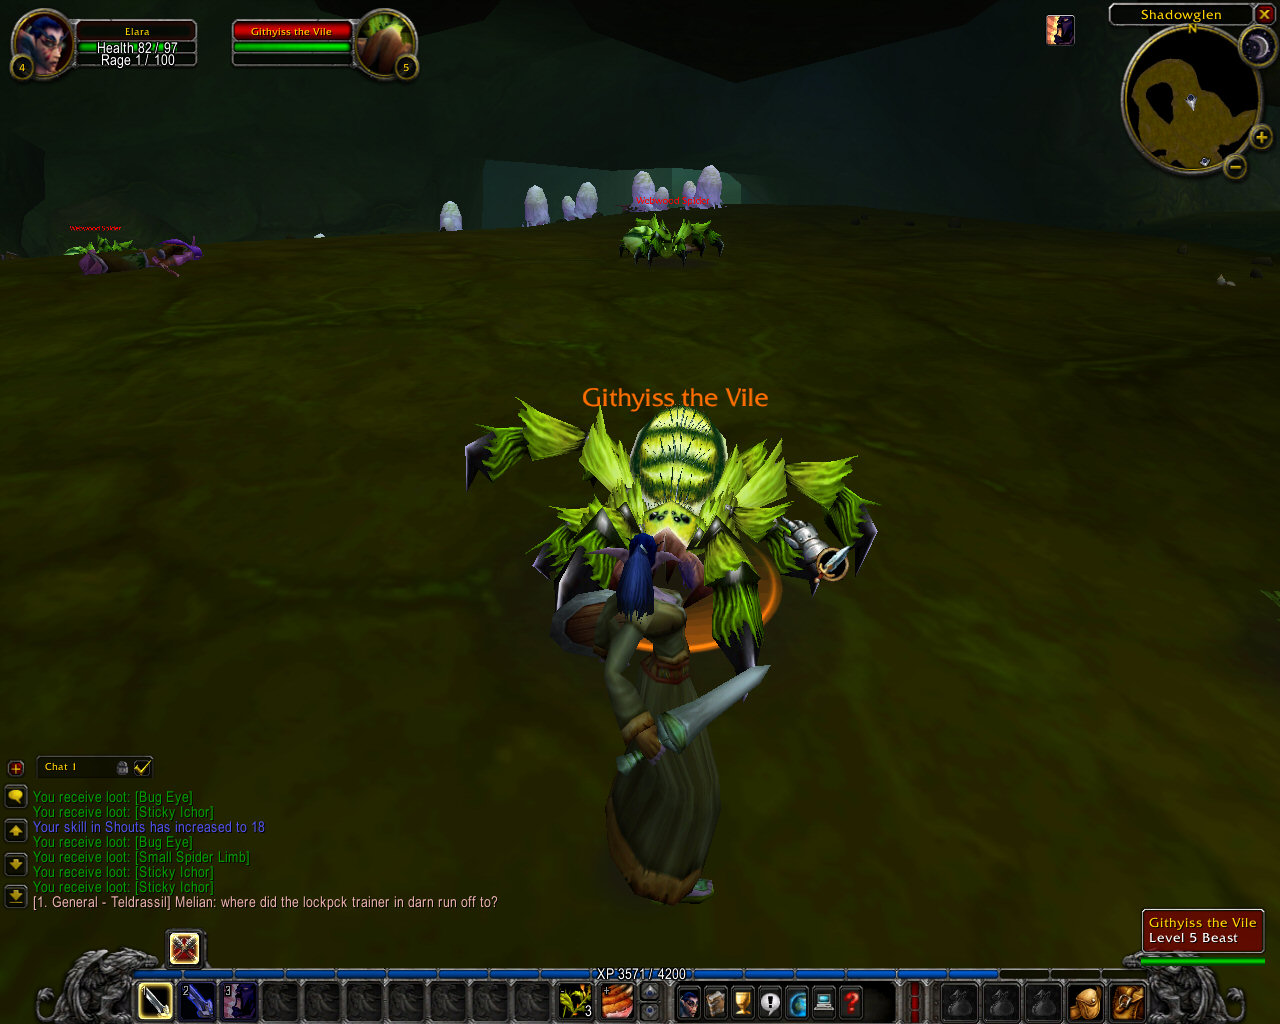 Elara
Health 82 / 97
Rage 1 / 100
4
Githyiss the Vile
5
Shadowglen
N
Webwood Spider
Webwood Spider
Githyiss the Vile
Chat 1
You receive loot: [Bug Eye]
You receive loot: [Sticky Ichor]
Your skill in Shouts has increased to 18
You receive loot: [Bug Eye]
You receive loot: [Small Spider Limb]
You receive loot: [Sticky Ichor]
You receive loot: [Sticky Ichor]
[1. General - Teldrassil] Melian: where did the lockpck trainer in darn run off to?
Githyiss the Vile
Level 5 Beast
XP 3571 / 4200
2
3
-
3
+